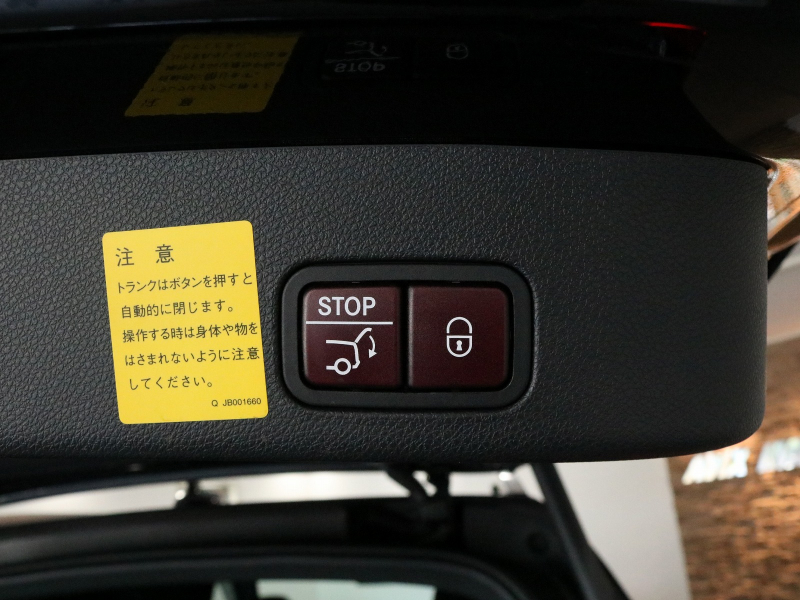 注 意
トランクはボタンを押すと
自動的に閉じます。
操作する時は身体や物を
はさまれないように注意
してください。
Q JB001660
STOP